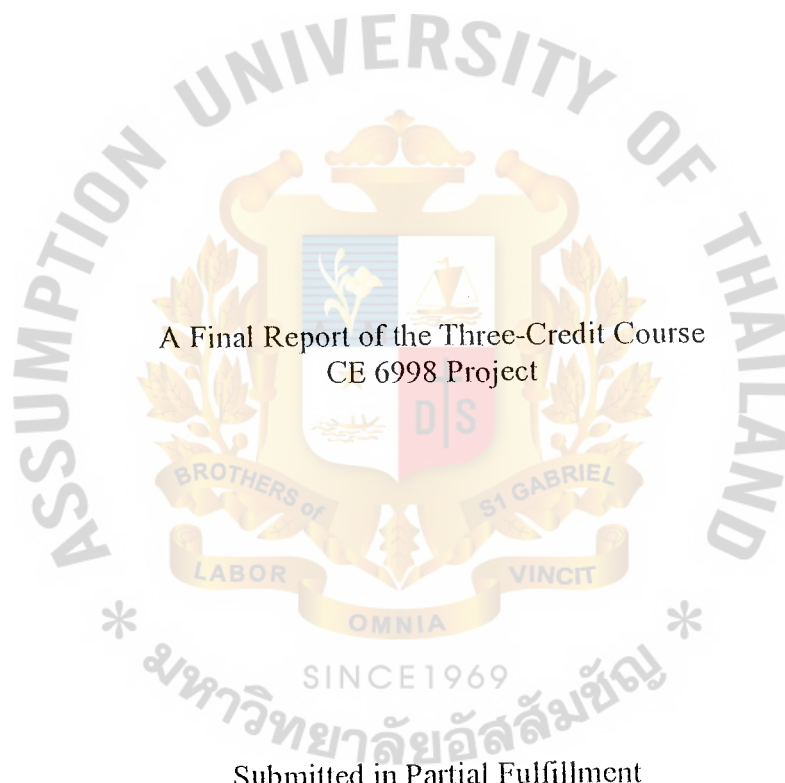 ASSUMPTION UNIVERSITY OF THAILAND
A Final Report of the Three-Credit Course
CE 6998 Project
D S
BROTHERS of ST GABRIEL
LABOR
VINCIT
OMNIA
* SINCE1969 *
มหาวิทยาลัยอัสสัมชัญ
Submitted in Partial Fulfillment